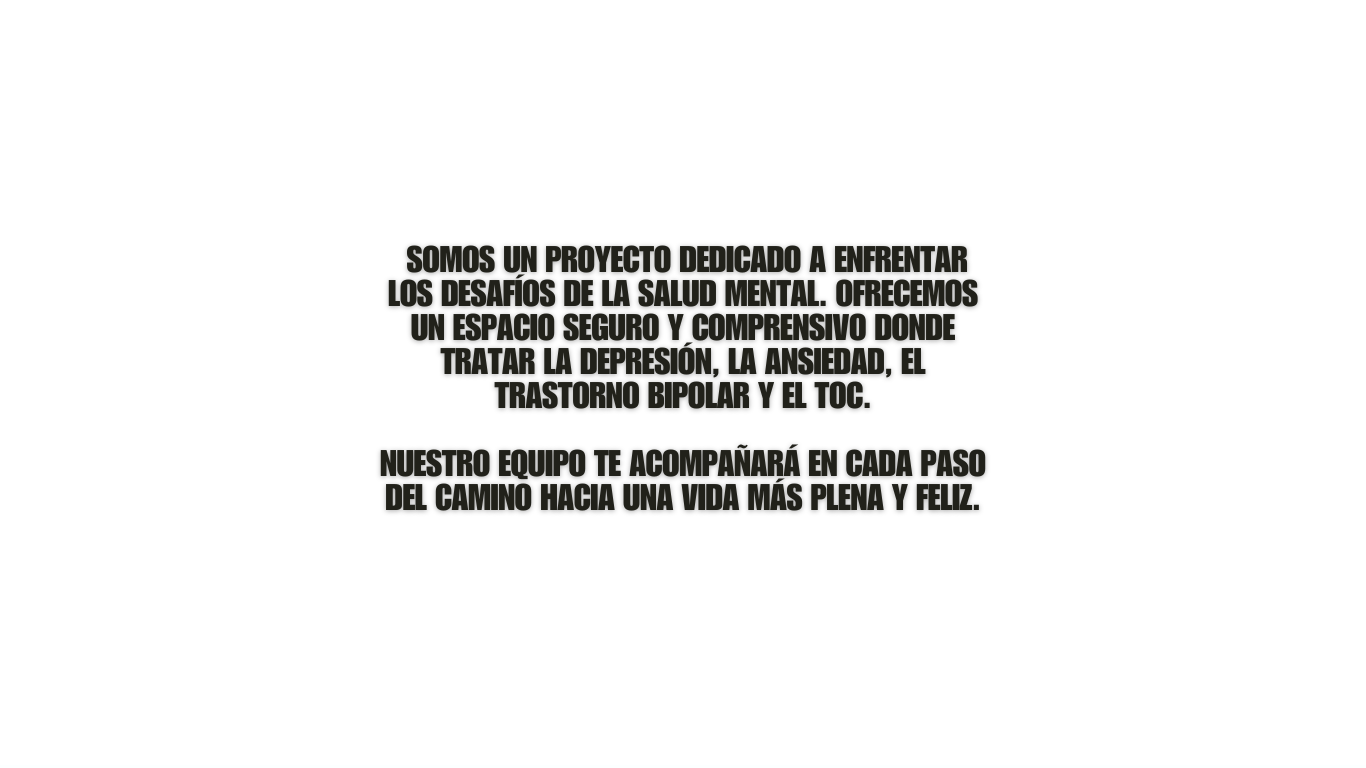 SOMOS UN PROYECTO DEDICADO A ENFRENTAR
LOS DESAFÍOS DE LA SALUD MENTAL. OFRECEMOS
UN ESPACIO SEGURO Y COMPRENSIVO DONDE
TRATAR LA DEPRESIÓN, LA ANSIEDAD, EL
TRASTORNO BIPOLAR Y EL TOC.
NUESTRO EQUIPO TE ACOMPAÑARÁ EN CADA PASO
DEL CAMINO HACIA UNA VIDA MÁS PLENA Y FELIZ.